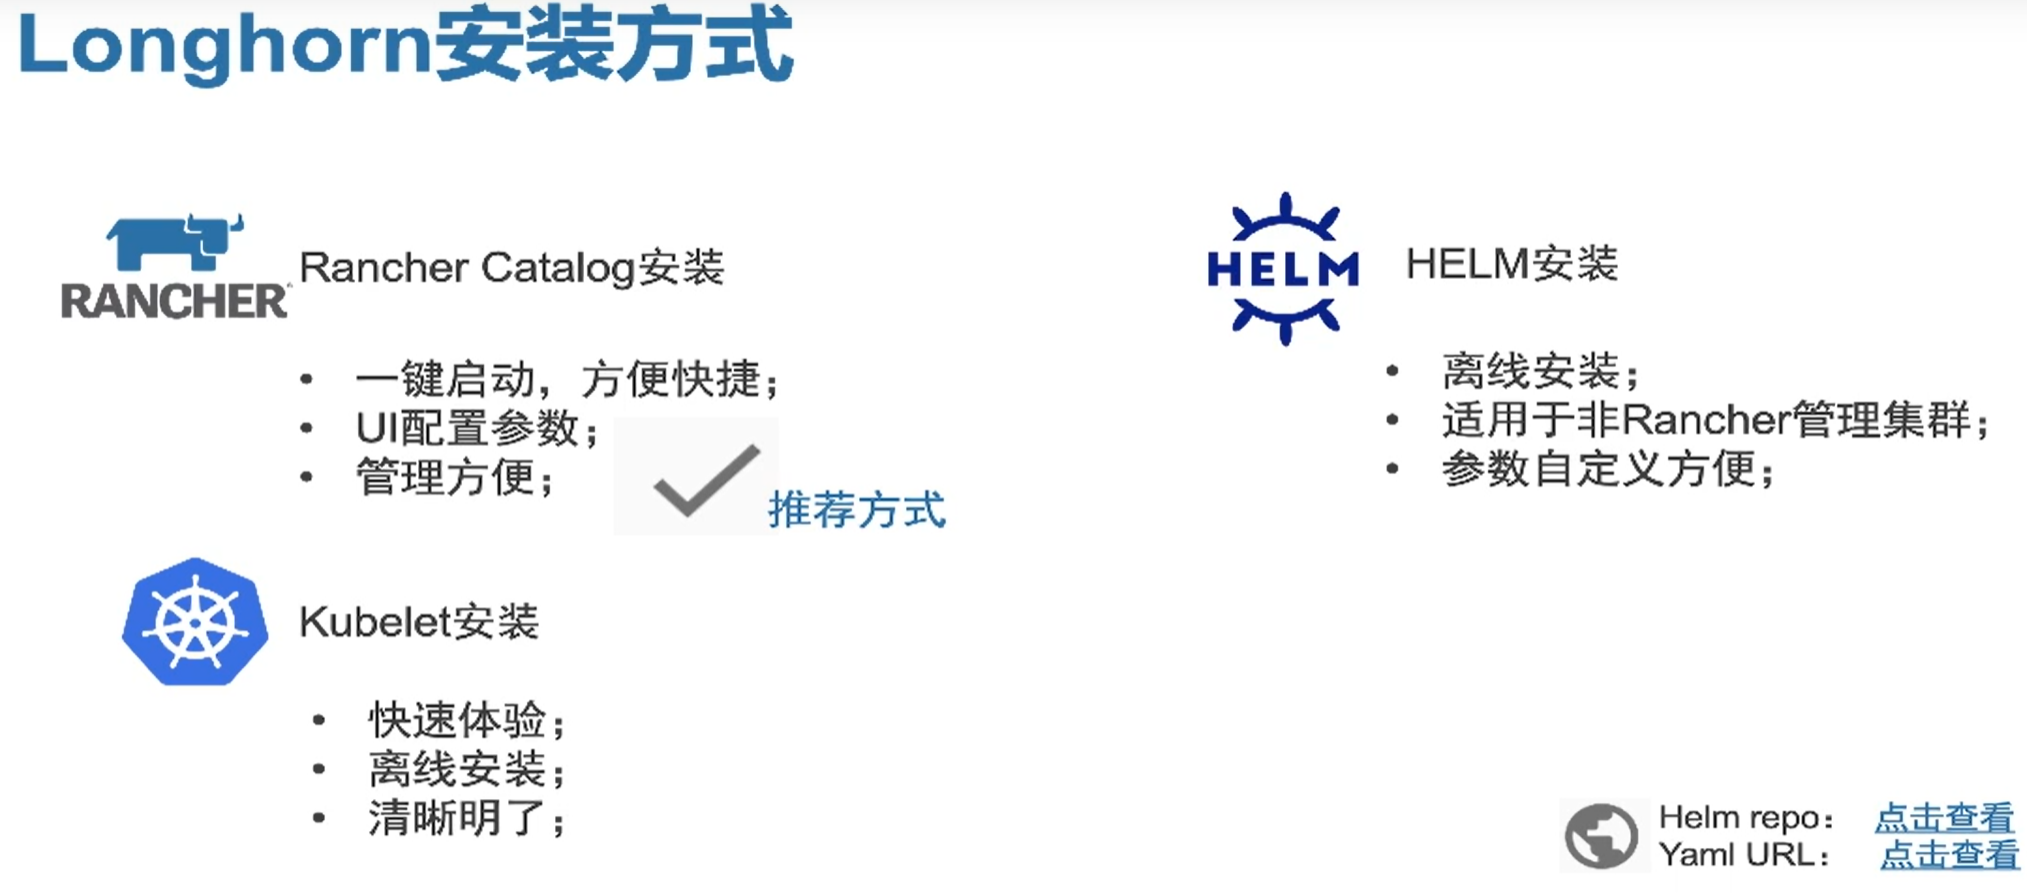 Longhorn安装方式
RANCHER
Rancher Catalog安装
• 一键启动，方便快捷；
• UI配置参数；
• 管理方便；
推荐方式
HELM
HELM安装
• 离线安装；
• 适用于非Rancher管理集群；
• 参数自定义方便；
Kubelet安装
• 快速体验；
• 离线安装；
• 清晰明了；
Helm repo： 点击查看
Yaml URL： 点击查看